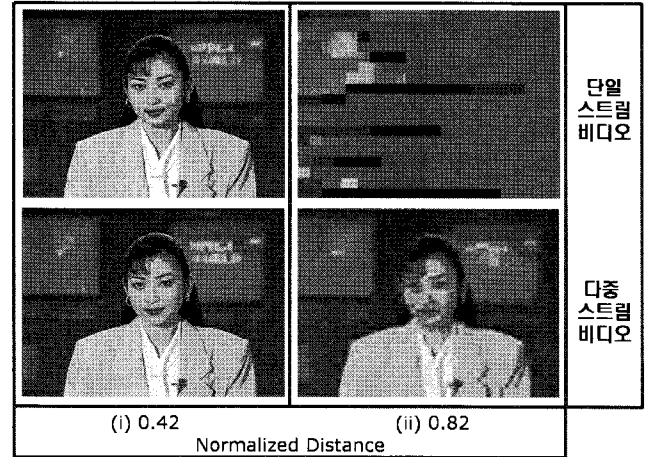 단일
스트림
비디오
다중
스트림
비디오
(i) 0.42
(ii) 0.82
Normalized Distance